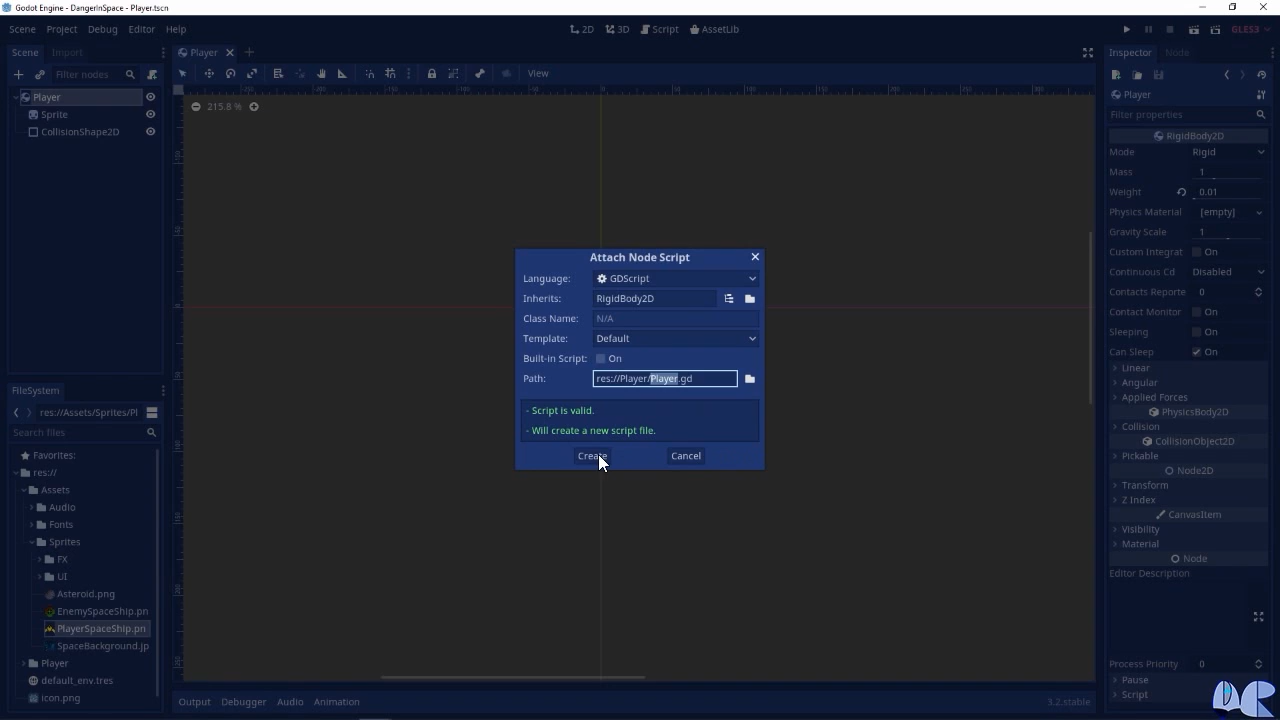 Godot Engine - DangerInSpace - Player.tscn
Scene Project Debug Editor Help
2D 3D Script AssetLib
GLES3
Scene Import
Filter nodes
Player
Sprite
CollisionShape2D
Player
View
215.8 %
Attach Node Script
Language: GDScript
Inherits: RigidBody2D
Class Name: N/A
Template: Default
Built-in Script: On
Path: res://Player/Player.gd
- Script is valid.
- Will create a new script file.
Create Cancel
FileSystem
res://Assets/Sprites/Pl
Search files
Favorites:
res://
Assets
Audio
Fonts
Sprites
FX
UI
Asteroid.png
EnemySpaceShip.pn
PlayerSpaceShip.pn
SpaceBackground.jp
Player
default_env.tres
icon.png
Output Debugger Audio Animation
3.2.stable
Inspector Node
Player
Filter properties
RigidBody2D
Mode Rigid
Mass 1
Weight 0.01
Physics Material [empty]
Gravity Scale 1
Custom Integrat On
Continuous Cd Disabled
Contacts Reporte 0
Contact Monitor On
Sleeping On
Can Sleep On
Linear
Angular
Applied Forces
PhysicsBody2D
Collision
CollisionObject2D
Pickable
Node2D
Transform
Z Index
CanvasItem
Visibility
Material
Node
Editor Description
Process Priority 0
Pause
Script